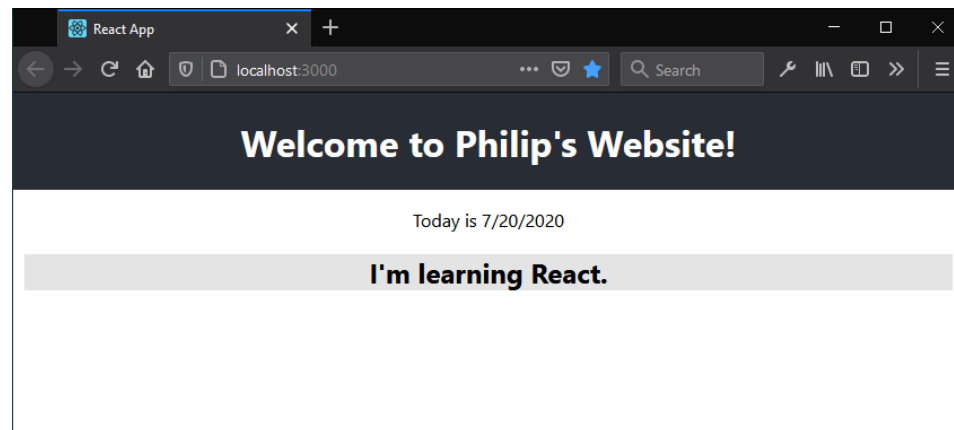 React App
localhost:3000
Search
Welcome to Philip's Website!
Today is 7/20/2020
I'm learning React.